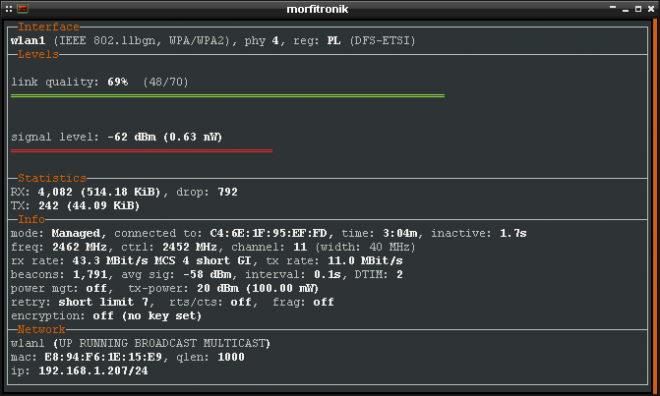 morfitronik
Interface
wlan1 (IEEE 802.11bgn, WPA/WPA2), phy 4, reg: PL (DFS-ETSI)
Levels
link quality: 69% (48/70)
signal level: -62 dBm (0.63 nW)
Statistics
RX: 4,082 (514.18 KiB), drop: 792
TX: 242 (44.09 KiB)
Info
mode: Managed, connected to: C4:6E:1F:95:EF:FD, time: 3:04m, inactive: 1.7s
freq: 2462 MHz, ctrl: 2452 MHz, channel: 11 (width: 40 MHz)
rx rate: 43.3 MBit/s MCS 4 short GI, tx rate: 11.0 MBit/s
beacons: 1,791, avg sig: -58 dBm, interval: 0.1s, DTIM: 2
power mgt: off, tx-power: 20 dBm (100.00 mW)
retry: short limit 7, rts/cts: off, frag: off
encryption: off (no key set)
Network
wlan1 (UP RUNNING BROADCAST MULTICAST)
mac: E8:94:F6:1E:15:E9, qlen: 1000
ip: 192.168.1.207/24